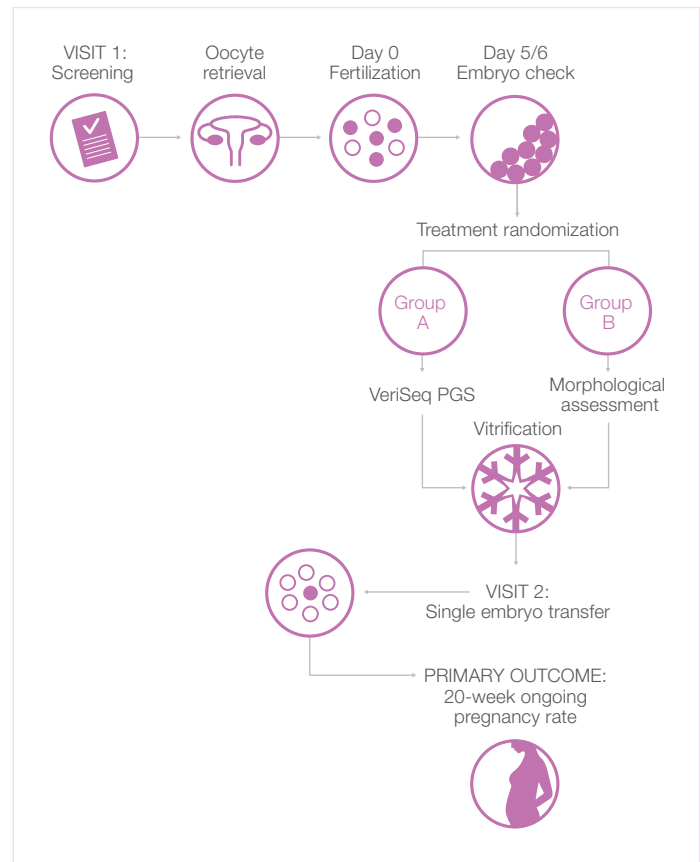 VISIT 1:
Screening
Oocyte
retrieval
Day 0
Fertilization
Day 5/6
Embryo check
Treatment randomization
Group
A
Group
B
VeriSeq PGS
Morphological
assessment
Vitrification
VISIT 2:
Single embryo transfer
PRIMARY OUTCOME:
20-week ongoing
pregnancy rate